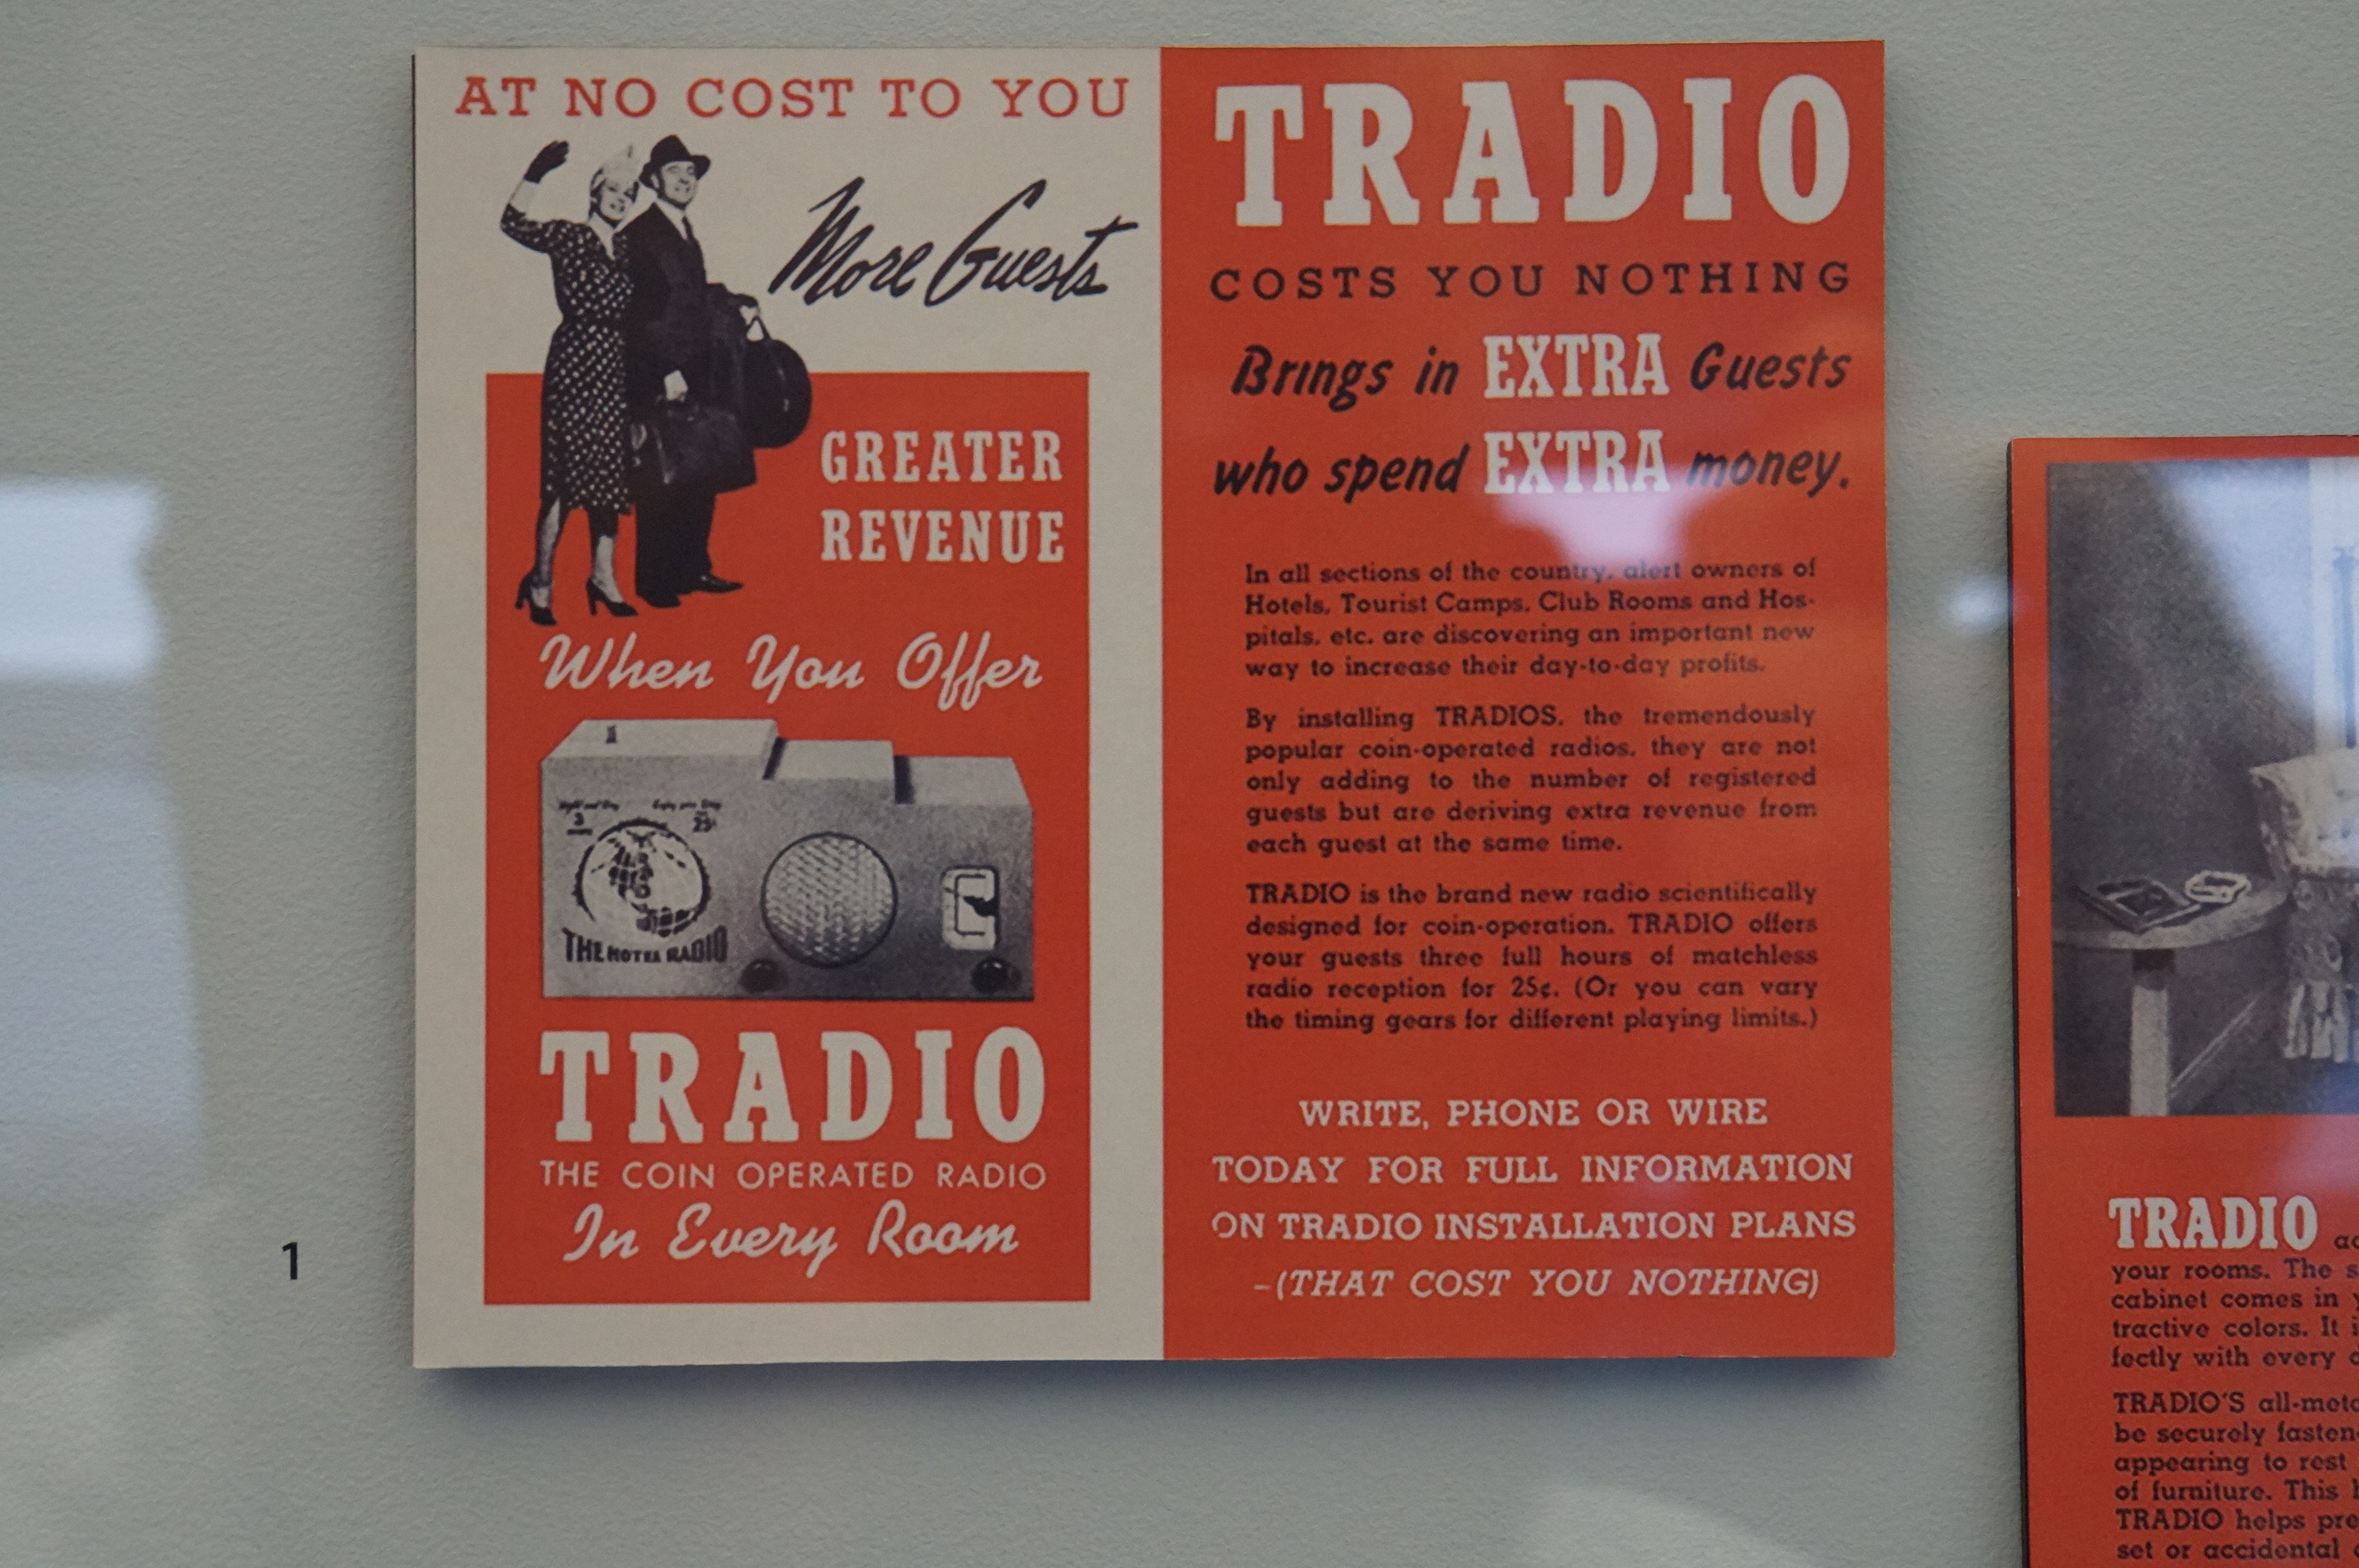 AT NO COST TO YOU
More Guests
GREATER
REVENUE
When You Offer
Night and Day
Enjoy your Stay
3
25¢
THE HOTEL RADIO
TRADIO
THE COIN OPERATED RADIO
In Every Room
TRADIO
COSTS YOU NOTHING
Brings in EXTRA Guests
who spend EXTRA money.
In all sections of the country, alert owners of
Hotels, Tourist Camps, Club Rooms and Hos-
pitals, etc. are discovering an important new
way to increase their day-to-day profits.
By installing TRADIOS, the tremendously
popular coin-operated radios, they are not
only adding to the number of registered
guests but are deriving extra revenue from
each guest at the same time.
TRADIO is the brand new radio scientifically
designed for coin-operation. TRADIO offers
your guests three full hours of matchless
radio reception for 25¢. (Or you can vary
the timing gears for different playing limits.)
WRITE, PHONE OR WIRE
TODAY FOR FULL INFORMATION
ON TRADIO INSTALLATION PLANS
-(THAT COST YOU NOTHING)
1
TRADIO
your rooms. The
cabinet comes in
tractive colors. It
fectly with every
TRADIO'S
be securely
appearing to rest
of furniture. This
TRADIO helps
set or accidental